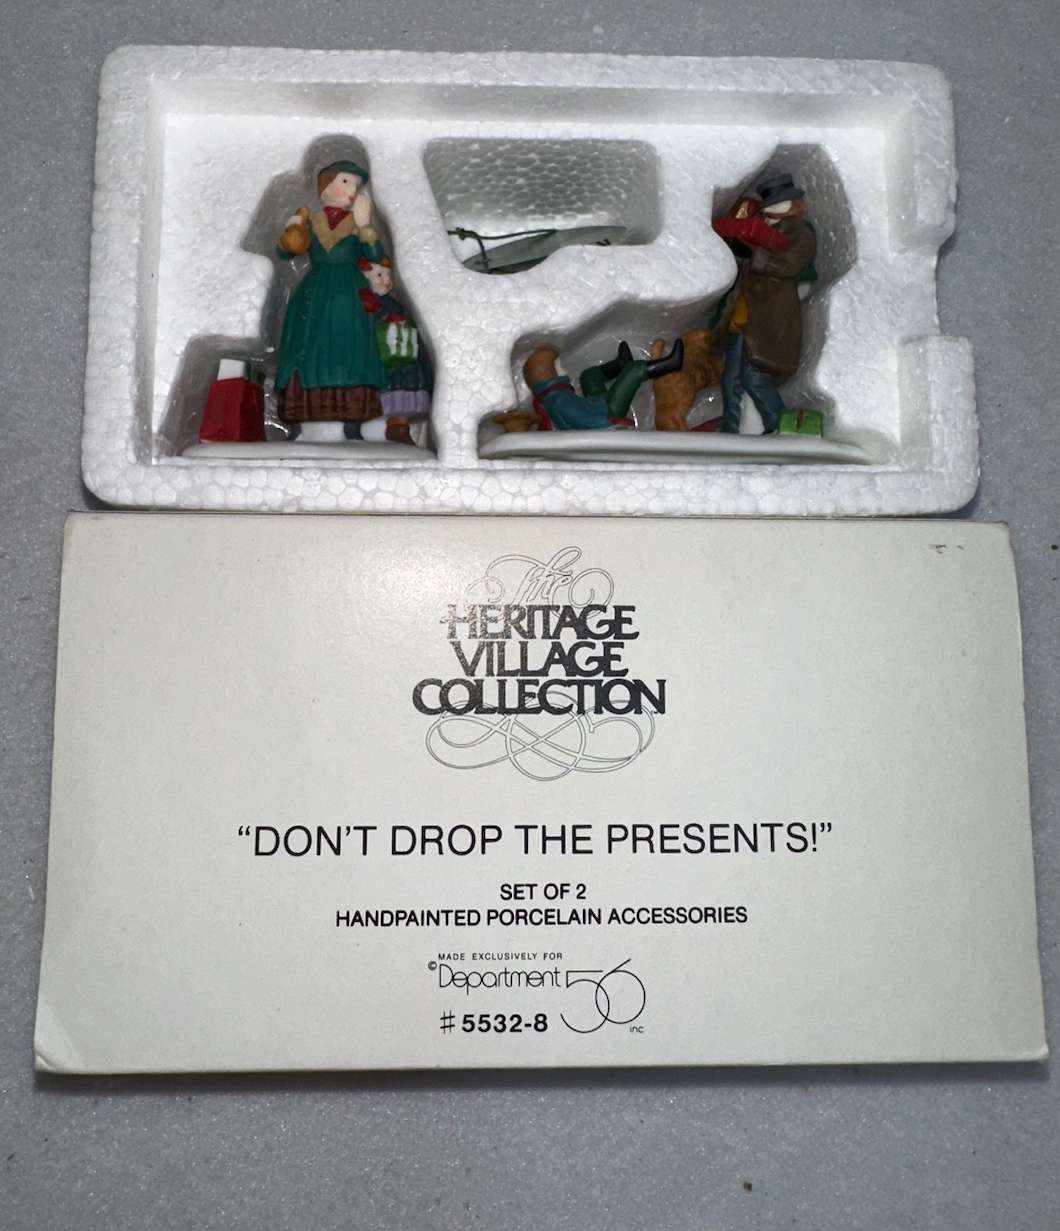 The
HERITAGE
VILLAGE
COLLECTION
“DON’T DROP THE PRESENTS!”
SET OF 2
HANDPAINTED PORCELAIN ACCESSORIES
MADE EXCLUSIVELY FOR
©Department 56
#5532-8 inc